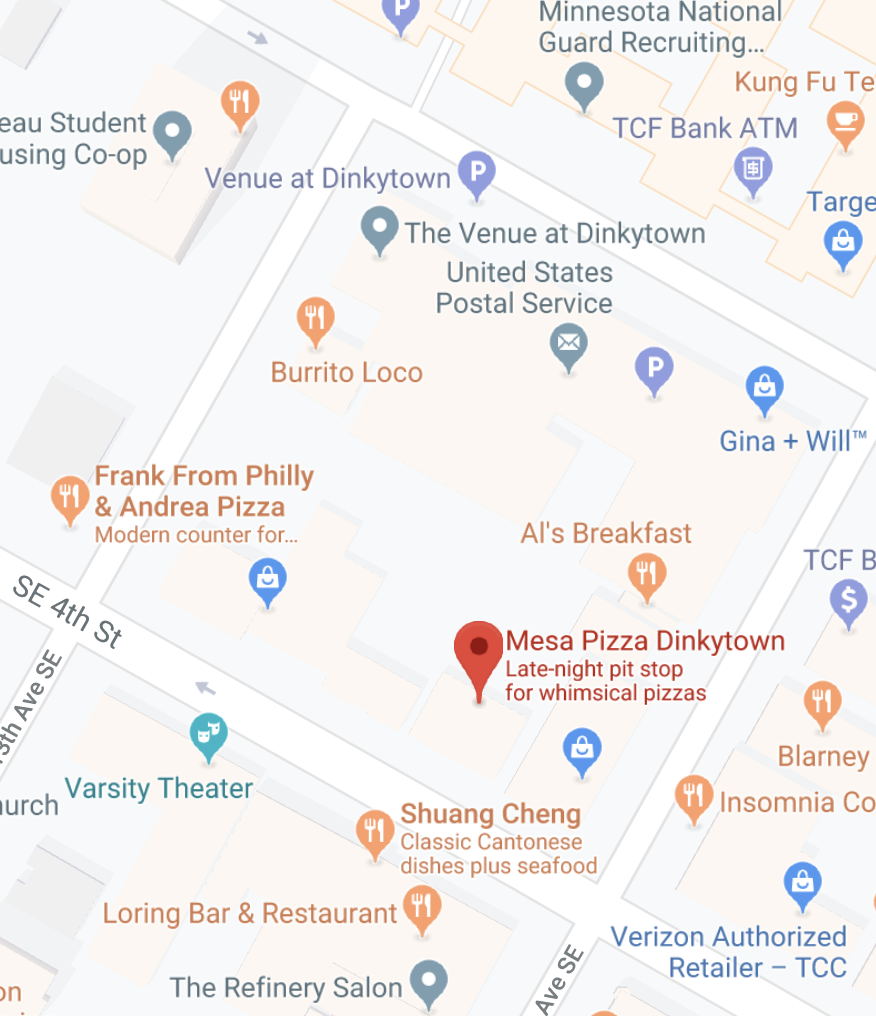 P
Minnesota National
Guard Recruiting...
Kung Fu Te
eau Student
using Co-op
TCF Bank ATM
Venue at Dinkytown
P
Targe
The Venue at Dinkytown
United States
Postal Service
Burrito Loco
P
Gina + Will™
Frank From Philly
& Andrea Pizza
Modern counter for...
Al's Breakfast
TCF B
SE 4th St
Mesa Pizza Dinkytown
Late-night pit stop
for whimsical pizzas
3th Ave SE
Blarney
Varsity Theater
urch
Shuang Cheng
Classic Cantonese
dishes plus seafood
Insomnia Co
Loring Bar & Restaurant
Verizon Authorized
Retailer – TCC
The Refinery Salon
Ave SE
on